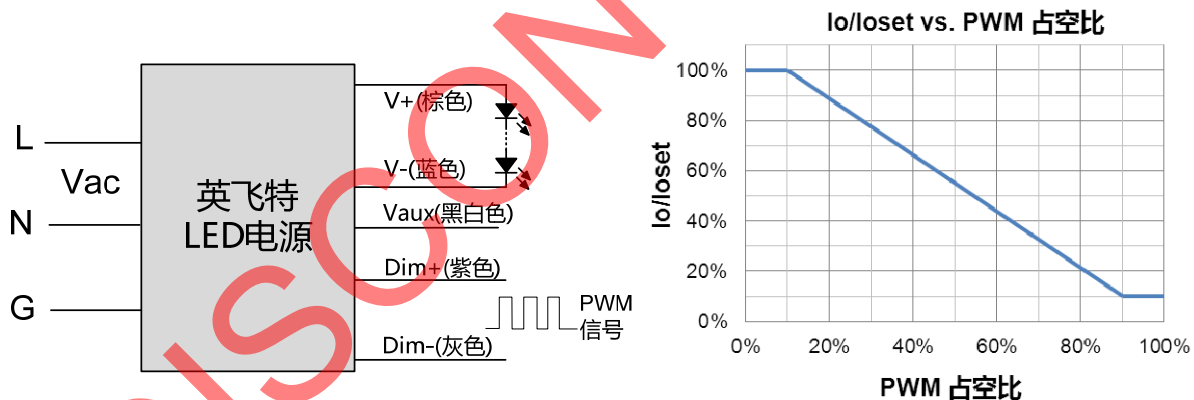 L
Vac
N
G
英飞特
LED电源
V+(棕色)
V-(蓝色)
Vaux(黑白色)
Dim+(紫色)
PWM
信号
Dim-(灰色)
ISCON
Io/Ioset vs. PWM 占空比
Io/Ioset
100%
80%
60%
40%
20%
0%
0% 20% 40% 60% 80% 100%
PWM 占空比